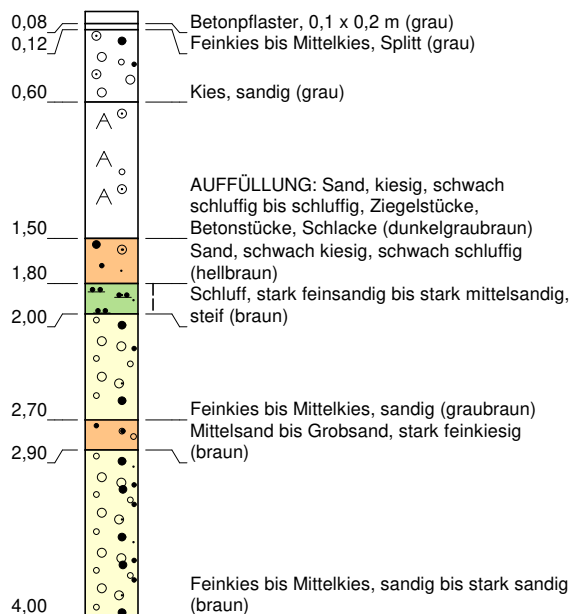 0,08 Betonpflaster, 0,1 x 0,2 m (grau)
0,12 Feinkies bis Mittelkies, Splitt (grau)
0,60 Kies, sandig (grau)
AUFFÜLLUNG: Sand, kiesig, schwach
schluffig bis schluffig, Ziegelstücke,
1,50 Betonstücke, Schlacke (dunkelgraubraun)
Sand, schwach kiesig, schwach schluffig
1,80 (hellbraun)
Schluff, stark feinsandig bis stark mittelsandig,
2,00 steif (braun)
2,70 Feinkies bis Mittelkies, sandig (graubraun)
Mittelsand bis Grobsand, stark feinkiesig
2,90 (braun)
Feinkies bis Mittelkies, sandig bis stark sandig
4,00 (braun)